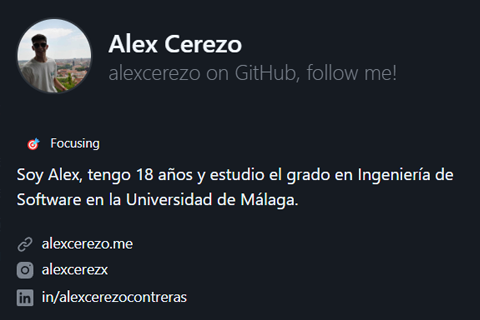 Alex Cerezo
alexcerezo on GitHub, follow me!
Focusing
Soy Alex, tengo 18 años y estudio el grado en Ingeniería de
Software en la Universidad de Málaga.
alexcerezo.me
alexcerezx
in/alexcerezocontreras